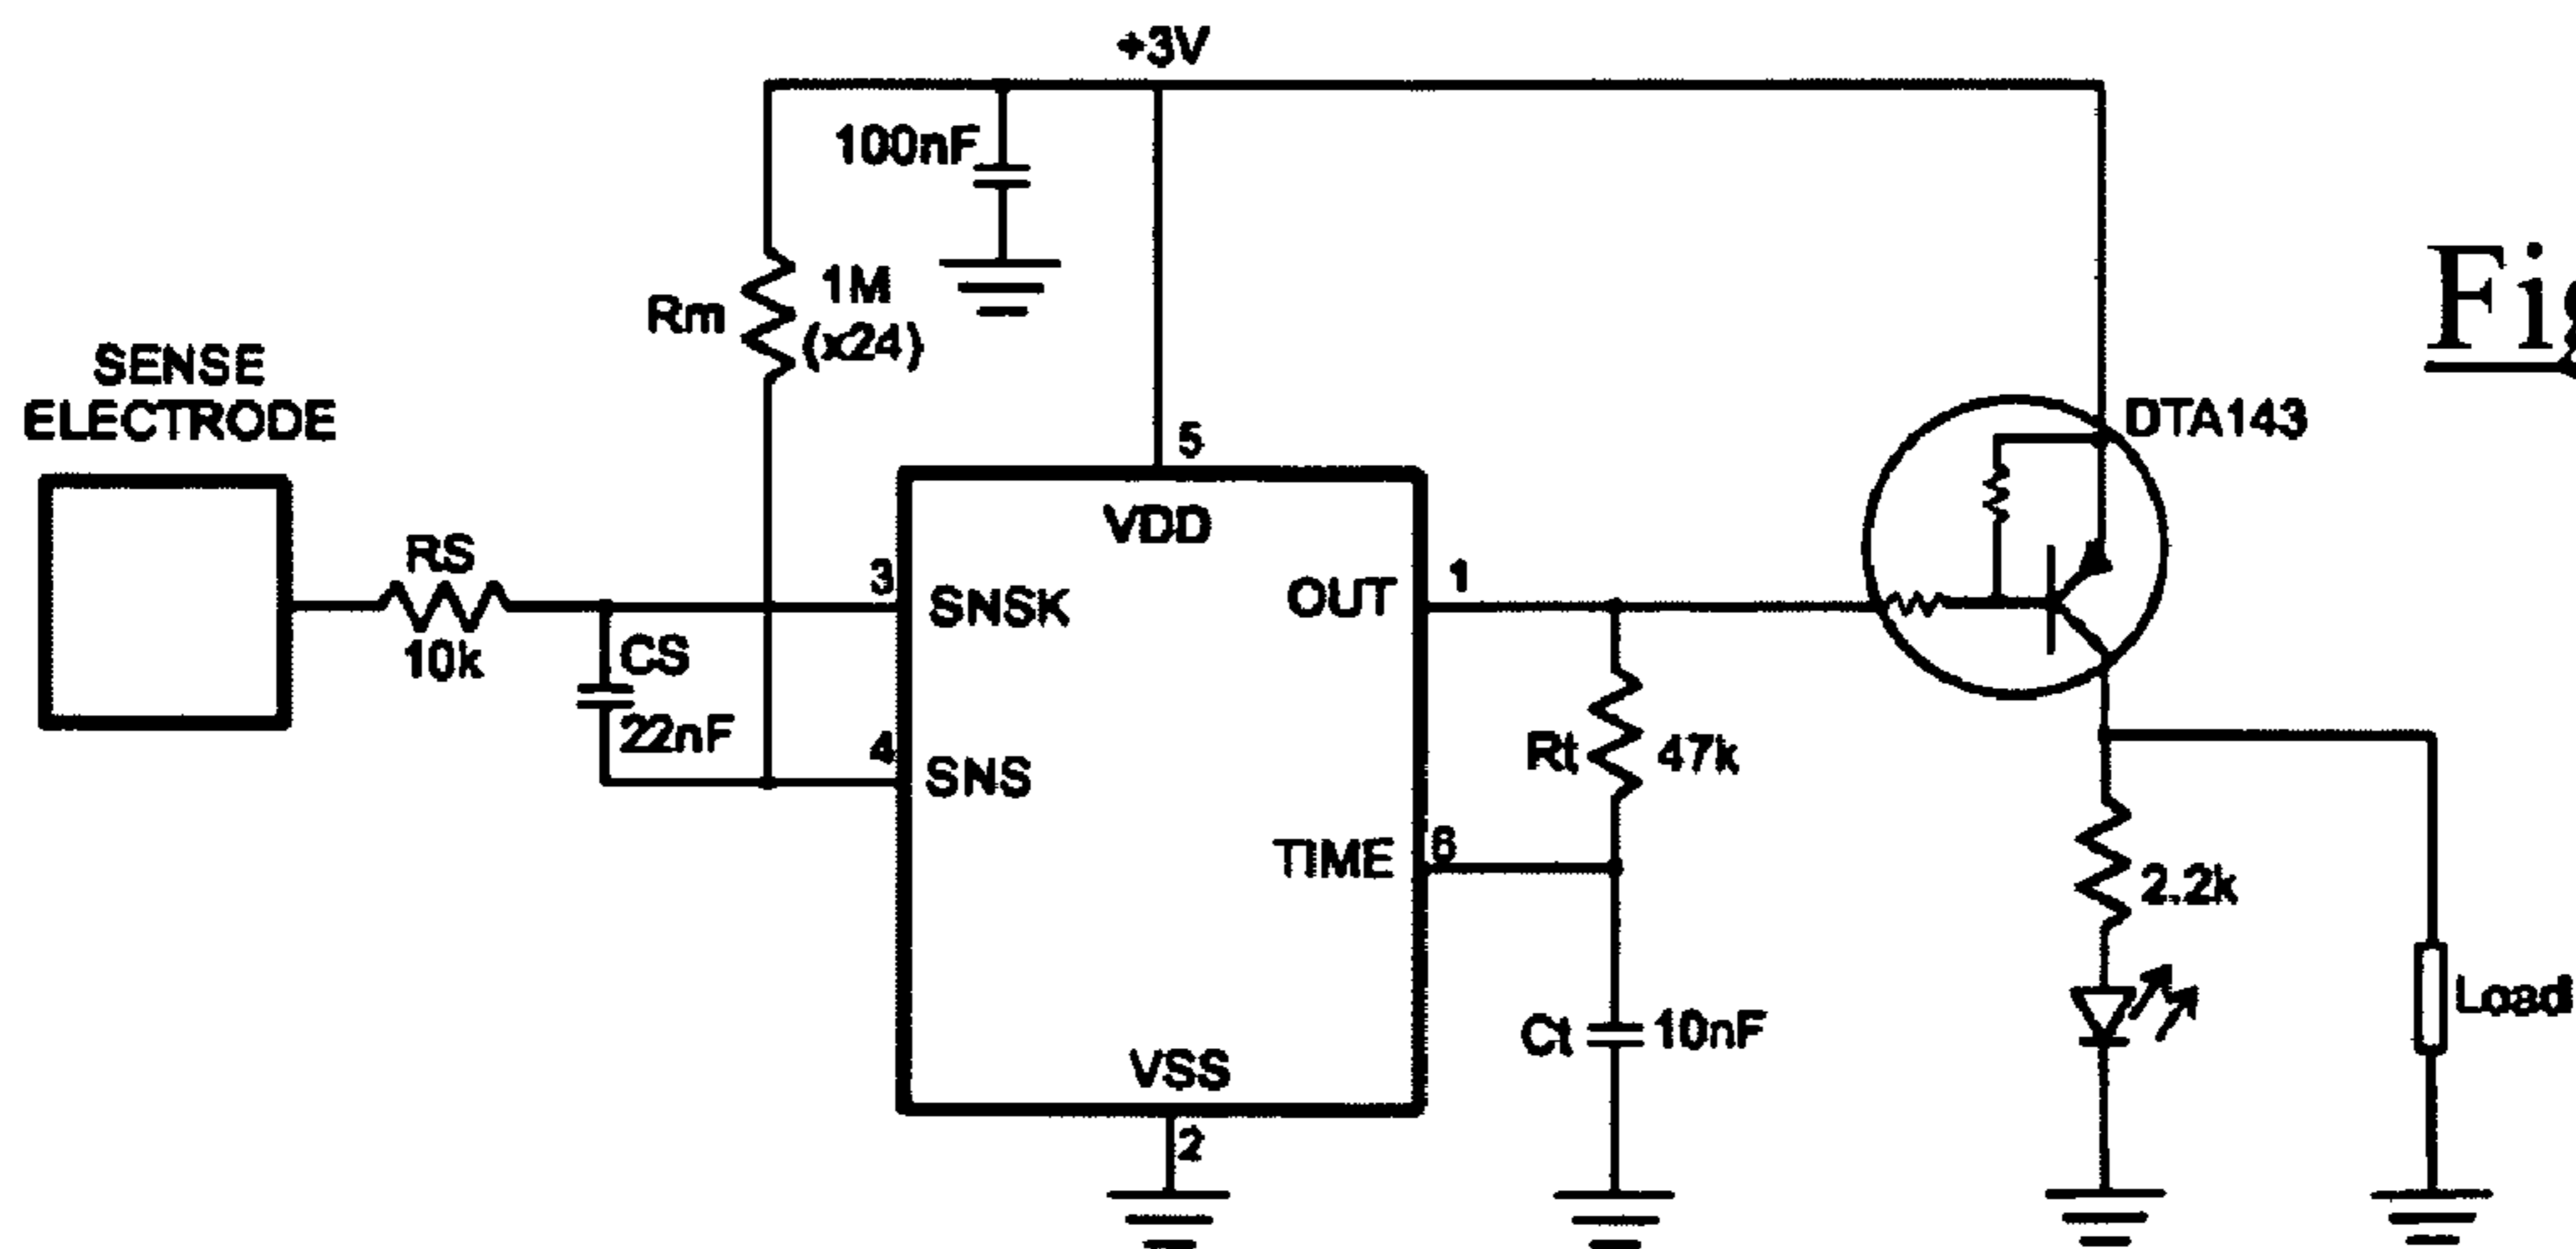 +3V
100nF
Rm
1M
(x24)
SENSE
ELECTRODE
RS
10k
CS
22nF
3
4
5
VDD
SNSK
SNS
OUT
TIME
VSS
1
6
2
Rt
47k
Ct
10nF
DTA143
2.2k
Load